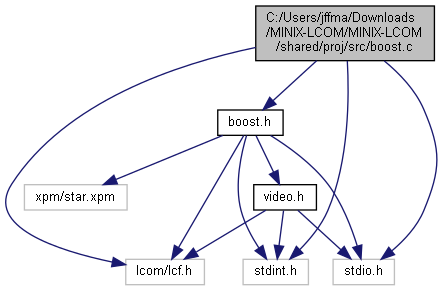 C:/Users/jffma/Downloads
/MINIX-LCOM/MINIX-LCOM
/shared/proj/src/boost.c
boost.h
xpm/star.xpm
video.h
lcom/lcf.h
stdint.h
stdio.h